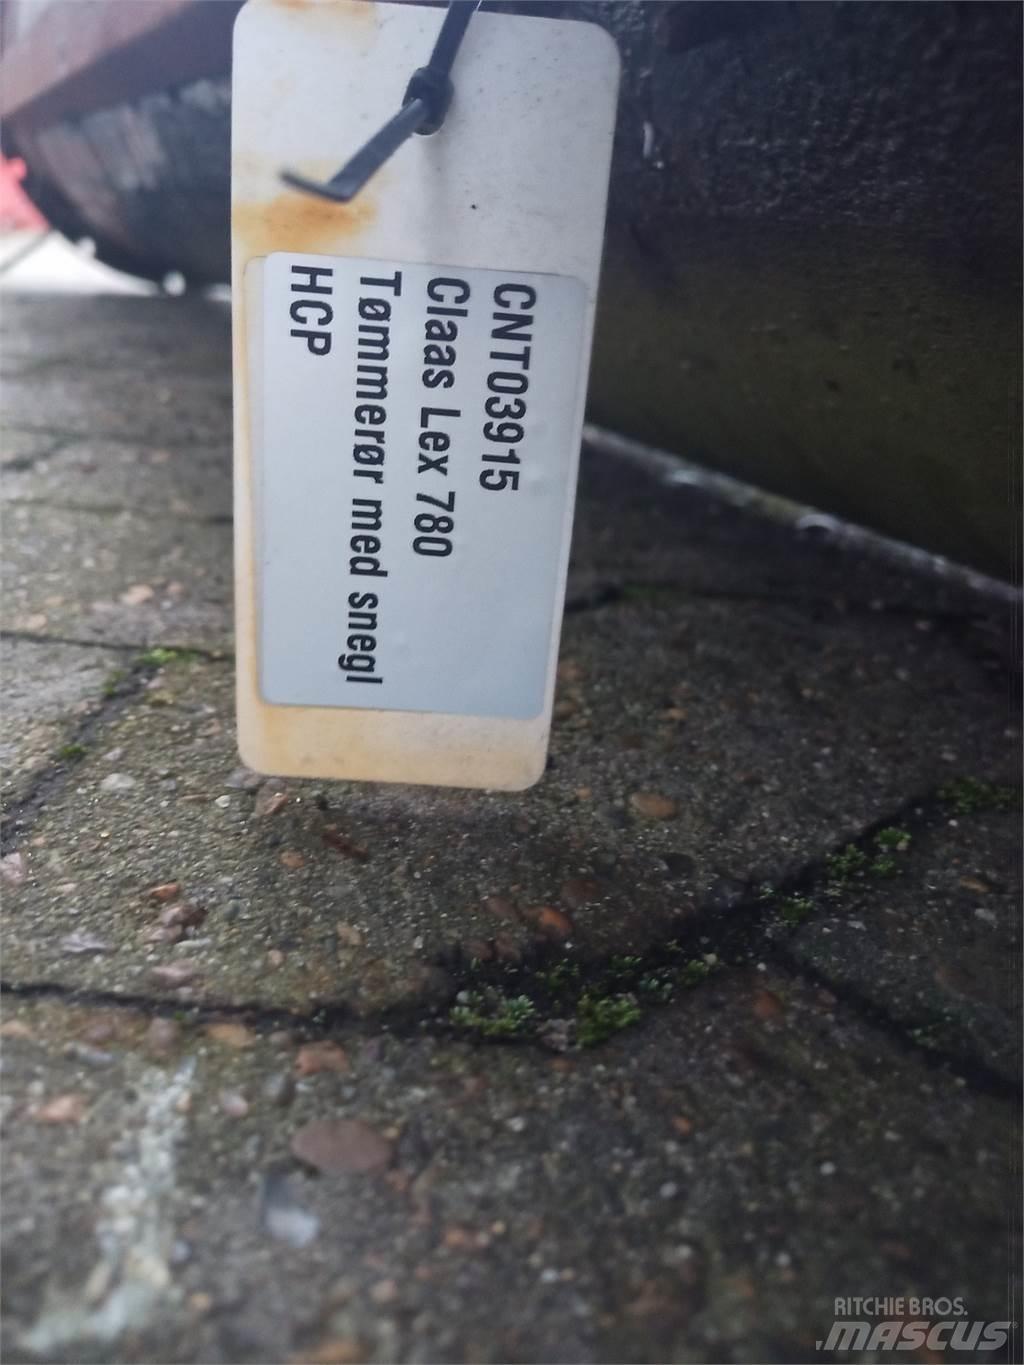 CNT03915
Claas Lex 780
Tømmerør med snegl
HCP
RITCHIE BROS.
MASCUS